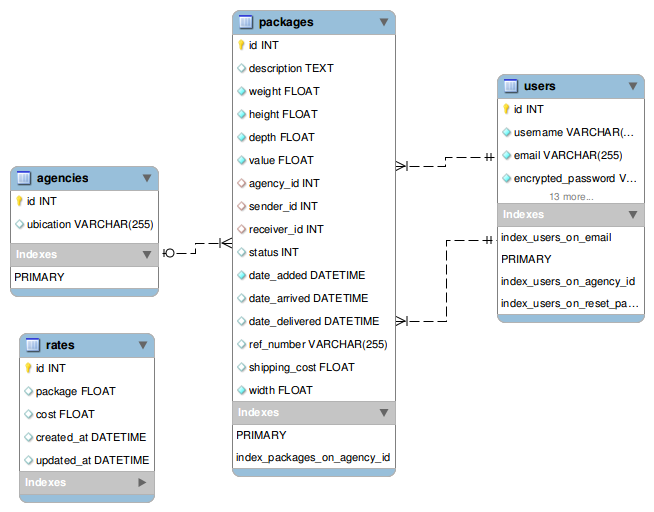 packages
id INT
description TEXT
weight FLOAT
height FLOAT
depth FLOAT
value FLOAT
agency_id INT
sender_id INT
receiver_id INT
status INT
date_added DATETIME
date_arrived DATETIME
date_delivered DATETIME
ref_number VARCHAR(255)
shipping_cost FLOAT
width FLOAT
Indexes
PRIMARY
index_packages_on_agency_id
users
id INT
username VARCHAR(...
email VARCHAR(255)
encrypted_password V...
13 more...
Indexes
index_users_on_email
PRIMARY
index_users_on_agency_id
index_users_on_reset_pa...
agencies
id INT
ubication VARCHAR(255)
Indexes
PRIMARY
rates
id INT
package FLOAT
cost FLOAT
created_at DATETIME
updated_at DATETIME
Indexes